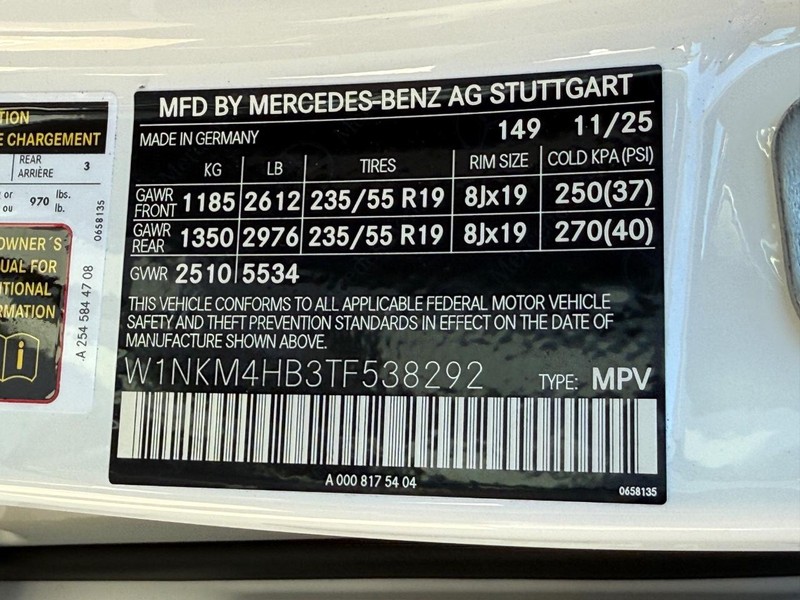 TION
E CHARGEMENT
REAR
ARRIÈRE 3
or 970 lbs.
ou lb.
0658135
OWNER´S
UAL FOR
ITIONAL
RMATION
i
A 254 584 47 08
MFD BY MERCEDES-BENZ AG STUTTGART
MADE IN GERMANY 149 11/25
KG LB TIRES RIM SIZE COLD KPA(PSI)
GAWR FRONT 1185 2612 235/55 R19 8Jx19 250(37)
GAWR REAR 1350 2976 235/55 R19 8Jx19 270(40)
GVWR 2510 5534
THIS VEHICLE CONFORMS TO ALL APPLICABLE FEDERAL MOTOR VEHICLE
SAFETY AND THEFT PREVENTION STANDARDS IN EFFECT ON THE DATE OF
MANUFACTURE SHOWN ABOVE.
W1NKM4HB3TF538292 TYPE: MPV
A 000 817 54 04
0658135